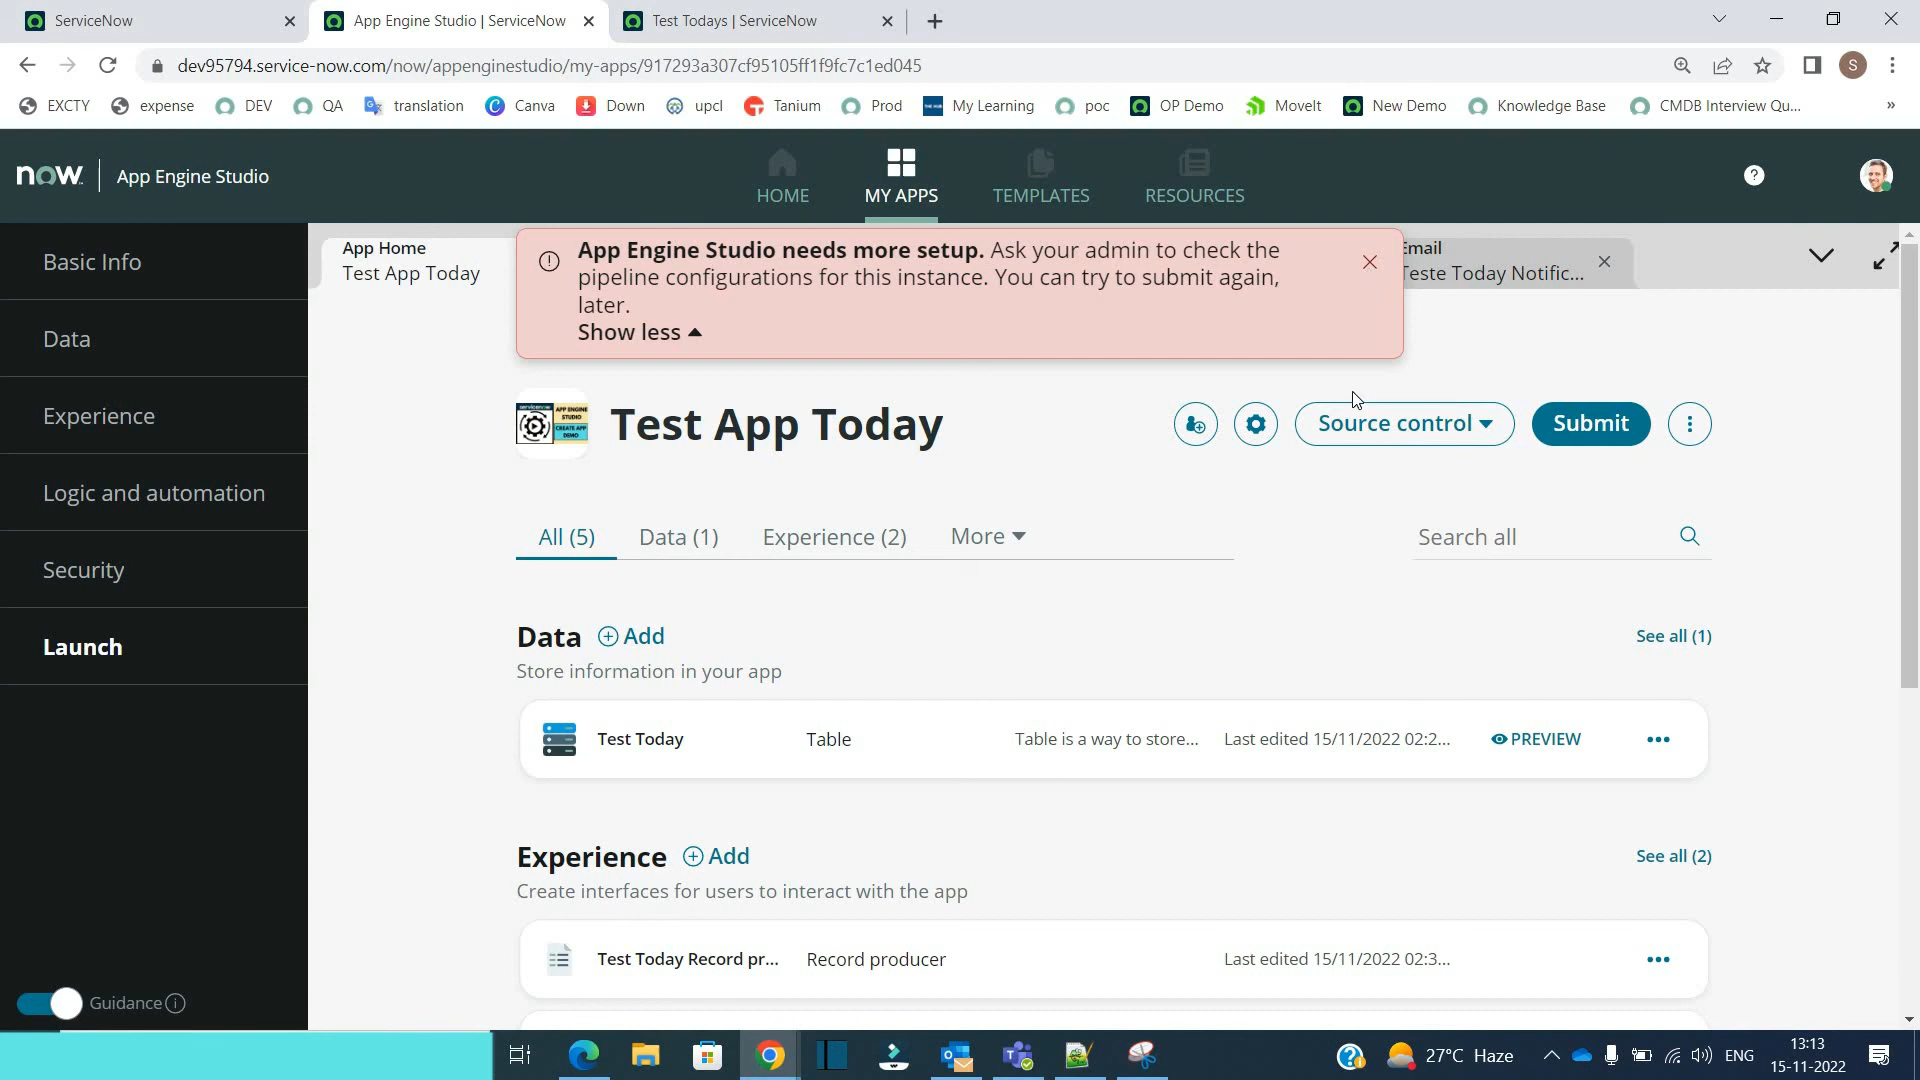 ServiceNow
App Engine Studio | ServiceNow
Test Todays | ServiceNow
dev95794.service-now.com/now/appenginestudio/my-apps/917293a307cf95105ff1f9fc7c1ed045
S
EXCTY
expense
DEV
QA
translation
Canva
Down
upcl
Tanium
Prod
My Learning
poc
OP Demo
MoveIt
New Demo
Knowledge Base
CMDB Interview Qu...
»
now
App Engine Studio
HOME
MY APPS
TEMPLATES
RESOURCES
Basic Info
Data
Experience
Logic and automation
Security
Launch
Guidance
App Home
Test App Today
App Engine Studio needs more setup. Ask your admin to check the
pipeline configurations for this instance. You can try to submit again,
later.
Show less
Email
Teste Today Notific...
SERVICENOW
APP ENGINE
STUDIO
CREATE APP
DEMO
Test App Today
Source control
Submit
All (5)
Data (1)
Experience (2)
More
Search all
Data
Add
See all (1)
Store information in your app
Test Today
Table
Table is a way to store...
Last edited 15/11/2022 02:2...
PREVIEW
Experience
Add
See all (2)
Create interfaces for users to interact with the app
Test Today Record pr...
Record producer
Last edited 15/11/2022 02:3...
27°C Haze
ENG
13:13
15-11-2022